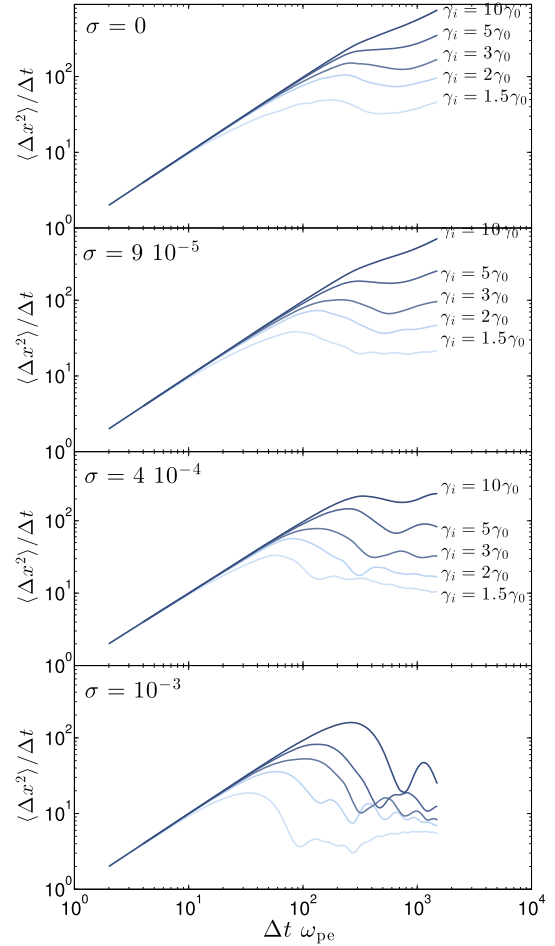 σ = 0
⟨Δx²⟩/Δt
10²
10¹
10⁰
γᵢ = 10γ₀
γᵢ = 5γ₀
γᵢ = 3γ₀
γᵢ = 2γ₀
γᵢ = 1.5γ₀
σ = 9 10⁻⁵
⟨Δx²⟩/Δt
10²
10¹
10⁰
γᵢ = 10γ₀
γᵢ = 5γ₀
γᵢ = 3γ₀
γᵢ = 2γ₀
γᵢ = 1.5γ₀
σ = 4 10⁻⁴
⟨Δx²⟩/Δt
10²
10¹
10⁰
γᵢ = 10γ₀
γᵢ = 5γ₀
γᵢ = 3γ₀
γᵢ = 2γ₀
γᵢ = 1.5γ₀
σ = 10⁻³
⟨Δx²⟩/Δt
10²
10¹
10⁰
10⁰ 10¹ 10² 10³ 10⁴
Δt ωpe